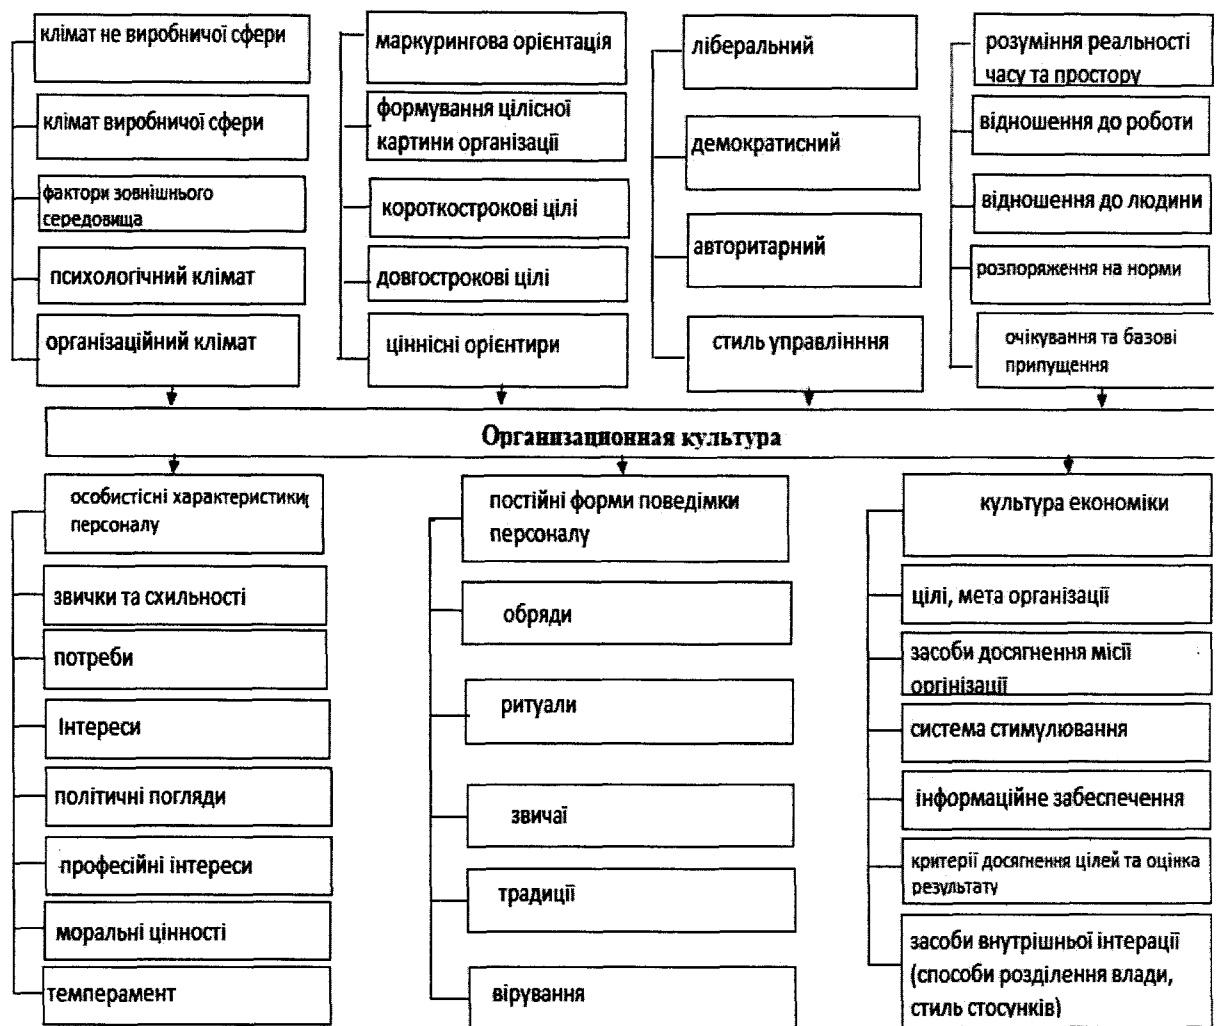 клімат не виробничої сфери
клімат виробничої сфери
фактори зовнішнього
середовища
психологічний клімат
організаційний клімат
маркурингова орієнтація
формування цілісної
картини організації
короткострокові цілі
довгострокові цілі
ціннісні орієнтири
ліберальний
демократисний
авторитарний
стиль управлінння
розуміння реальності
часу та простору
відношення до роботи
відношення до людини
розпоряження на норми
очікування та базові
припущення
Организационная культура
особистісні характеристики
персоналу
звички та схильності
потреби
Інтереси
політичні погляди
професійні інтереси
моральні цінності
темперамент
постійні форми поведімки
персоналу
обряди
ритуали
звичаї
традиції
вірування
культура економіки
цілі, мета організації
засоби досягнення місії
оргінізації
система стимулювання
інформаційне забеспечення
критерії досягнення цілей та оцінка
результату
засоби внутрішньої інтерації
(способи розділення влади,
стиль стосунків)